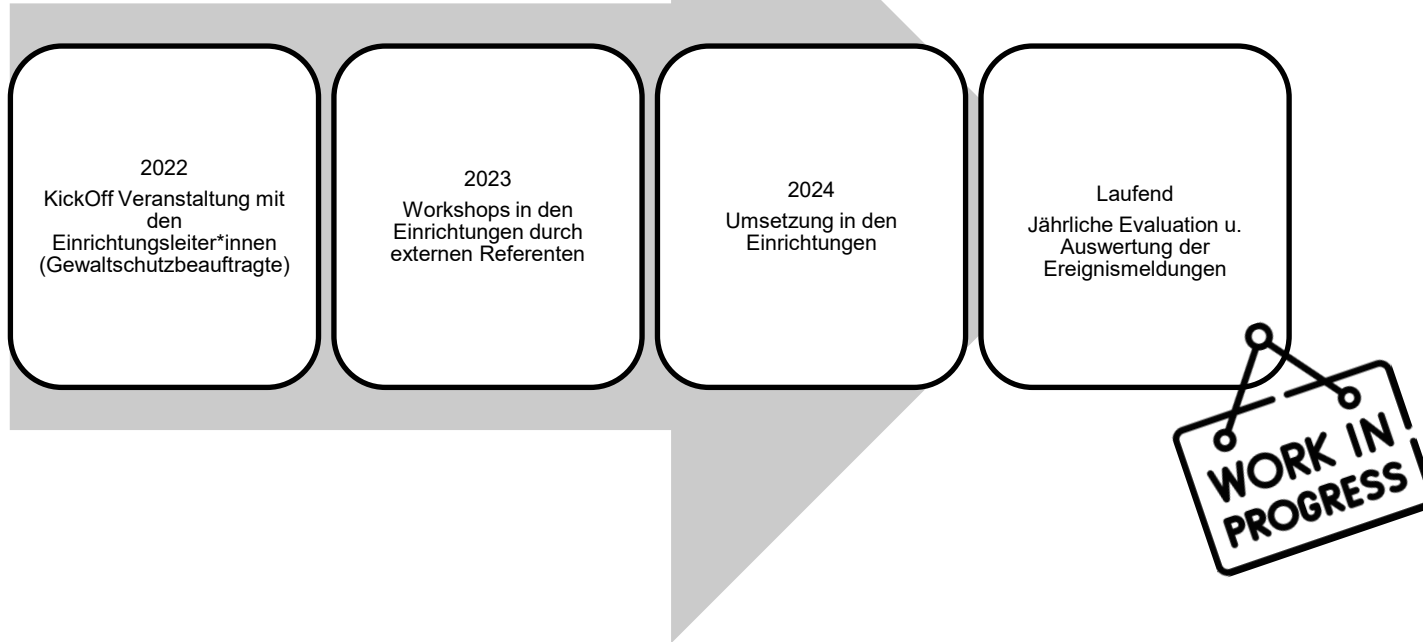 2022
KickOff Veranstaltung mit
den
Einrichtungsleiter*innen
(Gewaltschutzbeauftragte)
2023
Workshops in den
Einrichtungen durch
externen Referenten
2024
Umsetzung in den
Einrichtungen
Laufend
Jährliche Evaluation u.
Auswertung der
Ereignismeldungen
WORK IN
PROGRESS